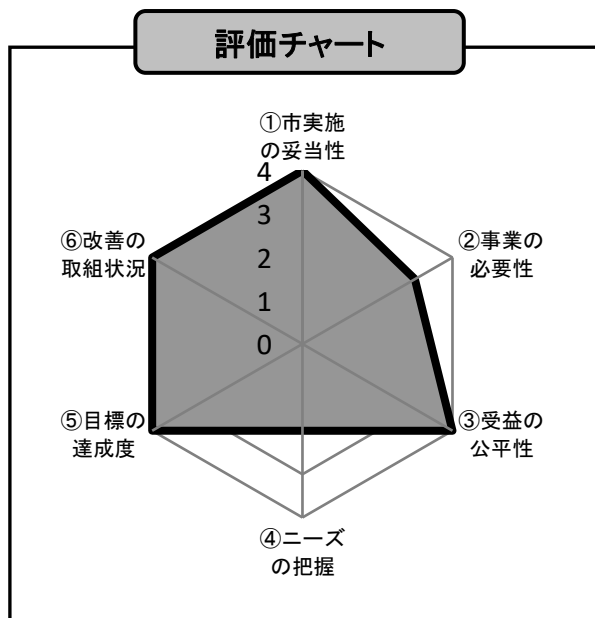 評価チャート
①市実施
の妥当性
4
3
2
1
0
②事業の
必要性
③受益の
公平性
④ニーズ
の把握
⑤目標の
達成度
⑥改善の
取組状況